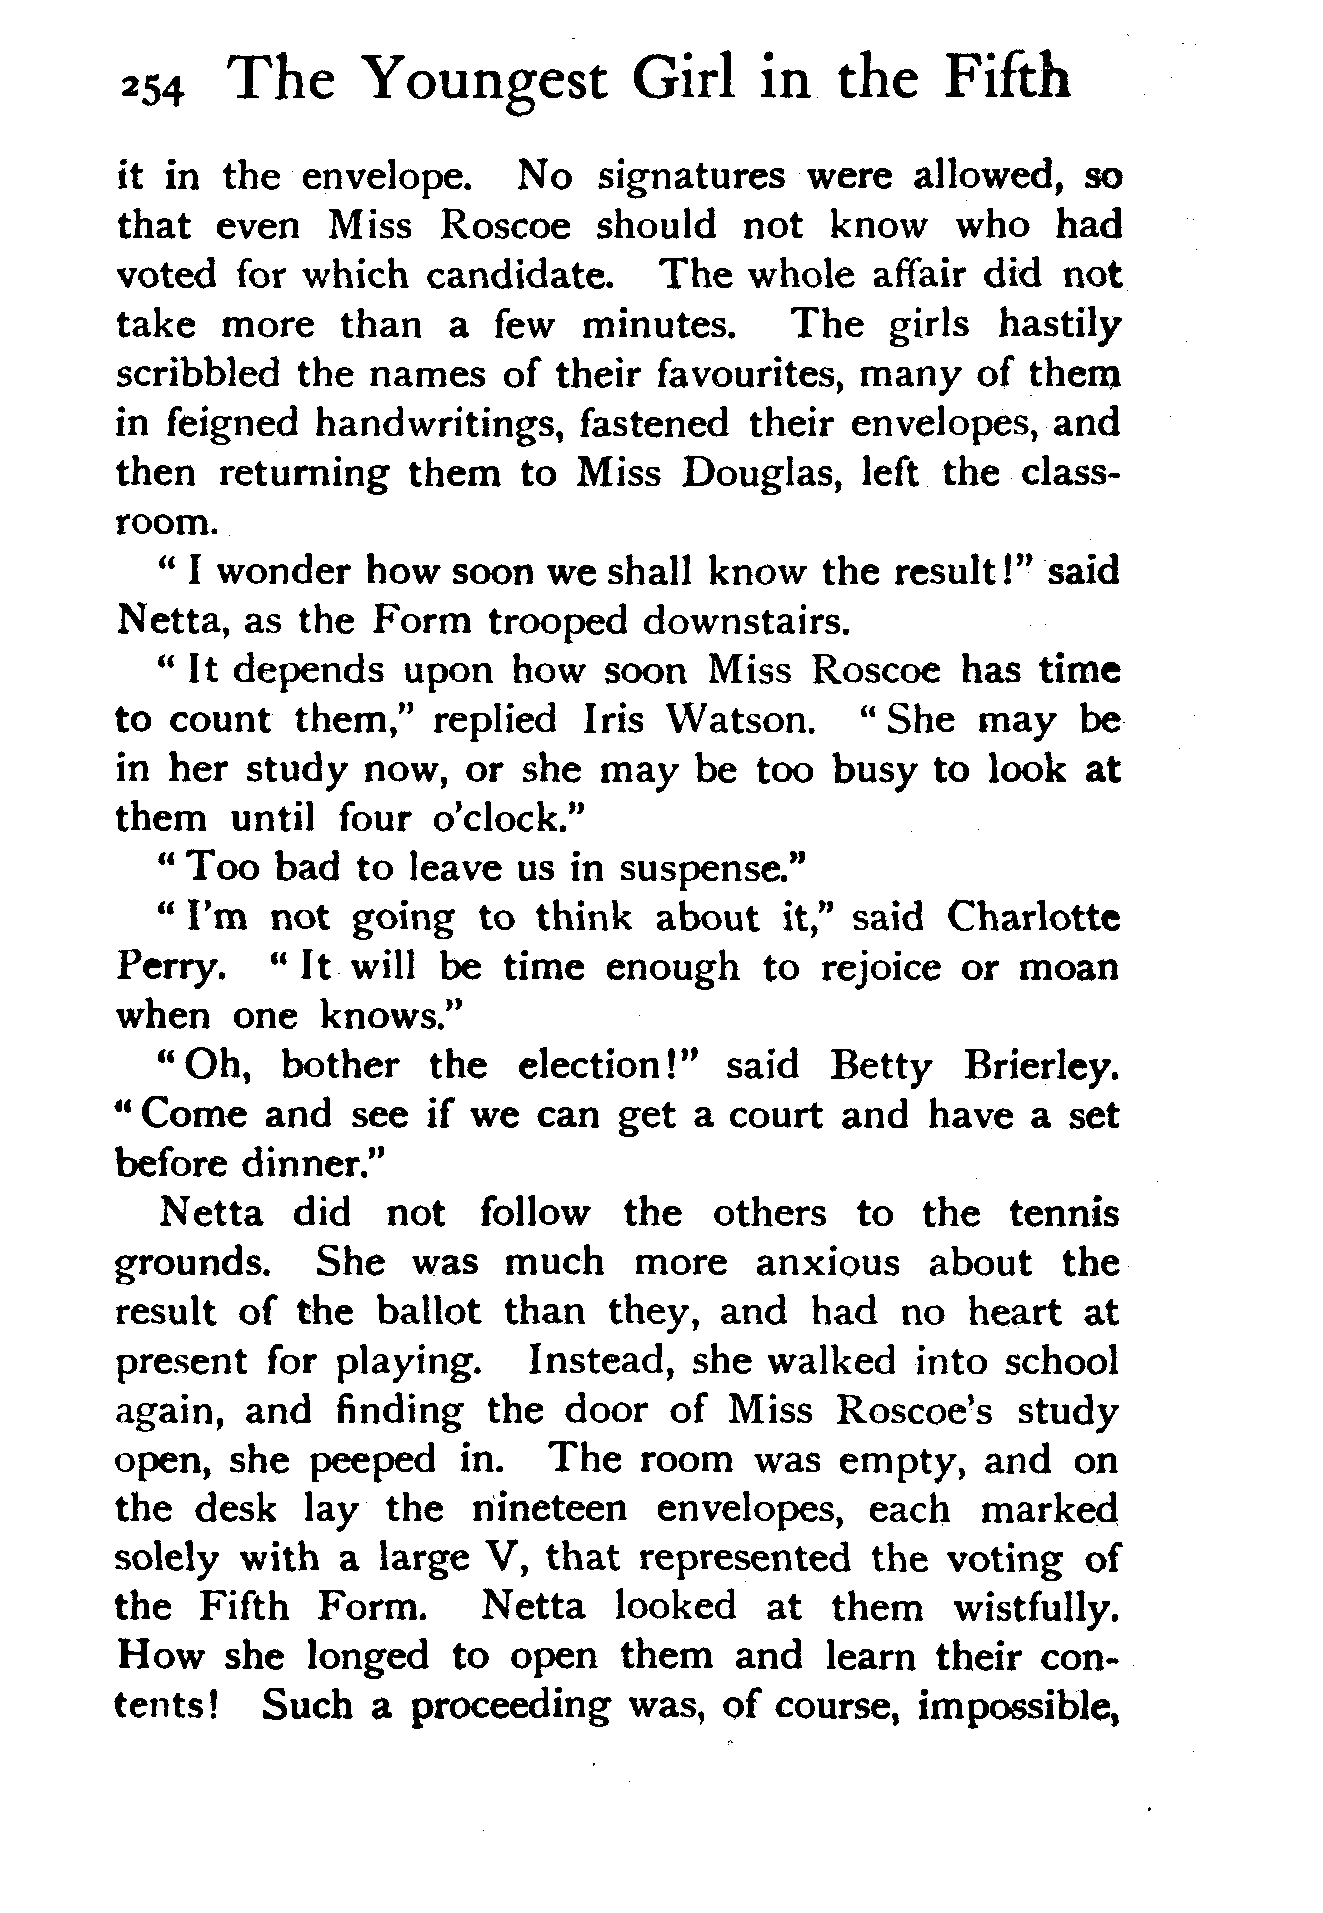 254 The Youngest Girl in the Fifth
it in the envelope. No signatures were allowed, so
that even Miss Roscoe should not know who had
voted for which candidate. The whole affair did not
take more than a few minutes. The girls hastily
scribbled the names of their favourites, many of them
in feigned handwritings, fastened their envelopes, and
then returning them to Miss Douglas, left the class-
room.
“ I wonder how soon we shall know the result!” said
Netta, as the Form trooped downstairs.
“ It depends upon how soon Miss Roscoe has time
to count them,” replied Iris Watson. “ She may be
in her study now, or she may be too busy to look at
them until four o’clock.”
“ Too bad to leave us in suspense.”
“ I’m not going to think about it,” said Charlotte
Perry. “ It will be time enough to rejoice or moan
when one knows.”
“ Oh, bother the election!” said Betty Brierley.
“ Come and see if we can get a court and have a set
before dinner.”
Netta did not follow the others to the tennis
grounds. She was much more anxious about the
result of the ballot than they, and had no heart at
present for playing. Instead, she walked into school
again, and finding the door of Miss Roscoe’s study
open, she peeped in. The room was empty, and on
the desk lay the nineteen envelopes, each marked
solely with a large V, that represented the voting of
the Fifth Form. Netta looked at them wistfully.
How she longed to open them and learn their con-
tents! Such a proceeding was, of course, impossible,